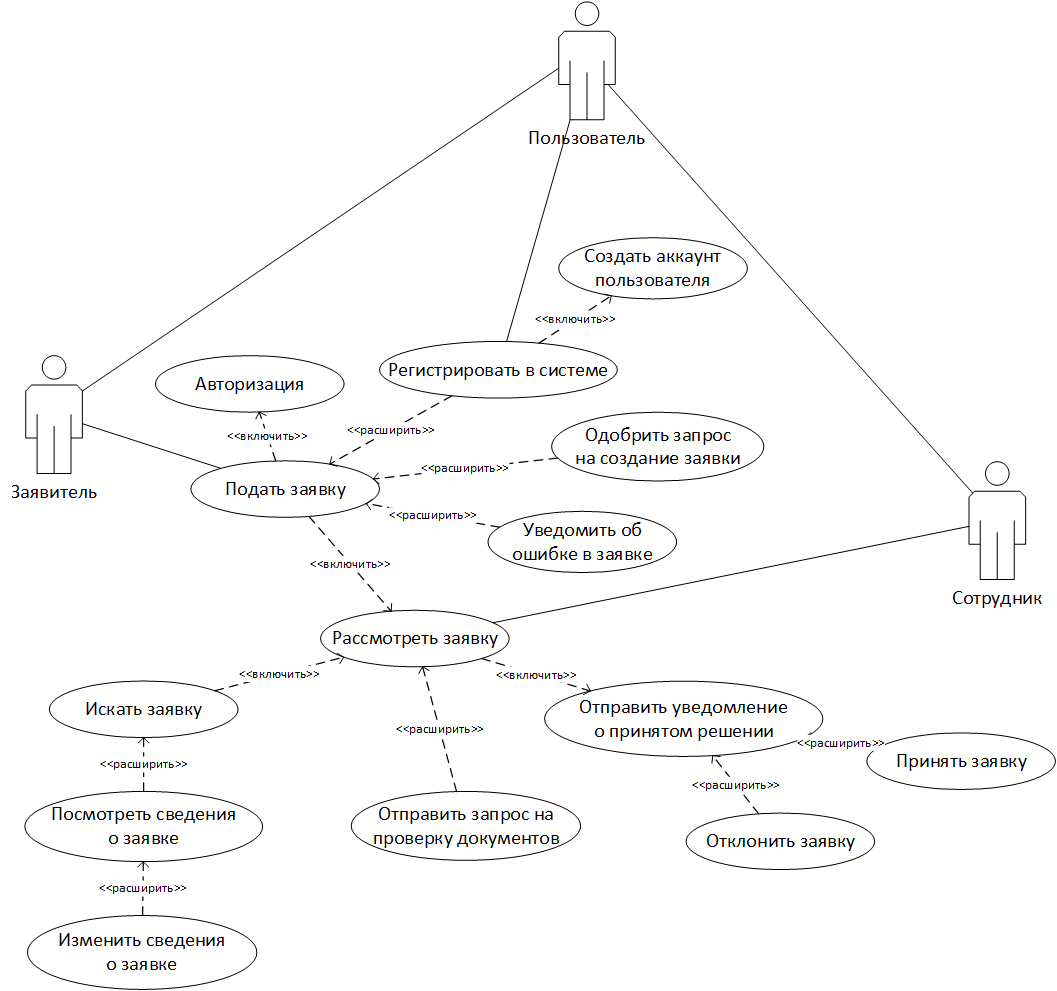 Пользователь
Создать аккаунт
пользователя
<<включить>>
Регистрировать в системе
Авторизация
<<расширить>>
<<включить>>
Одобрить запрос
на создание заявки
<<расширить>>
Заявитель
Подать заявку
<<расширить>>
Уведомить об
ошибке в заявке
<<включить>>
Сотрудник
Рассмотреть заявку
<<включить>>
<<включить>>
Искать заявку
Отправить уведомление
о принятом решении
<<расширить>>
<<расширить>>
Принять заявку
<<расширить>>
<<расширить>>
Посмотреть сведения
о заявке
Отправить запрос на
проверку документов
Отклонить заявку
<<расширить>>
Изменить сведения
о заявке